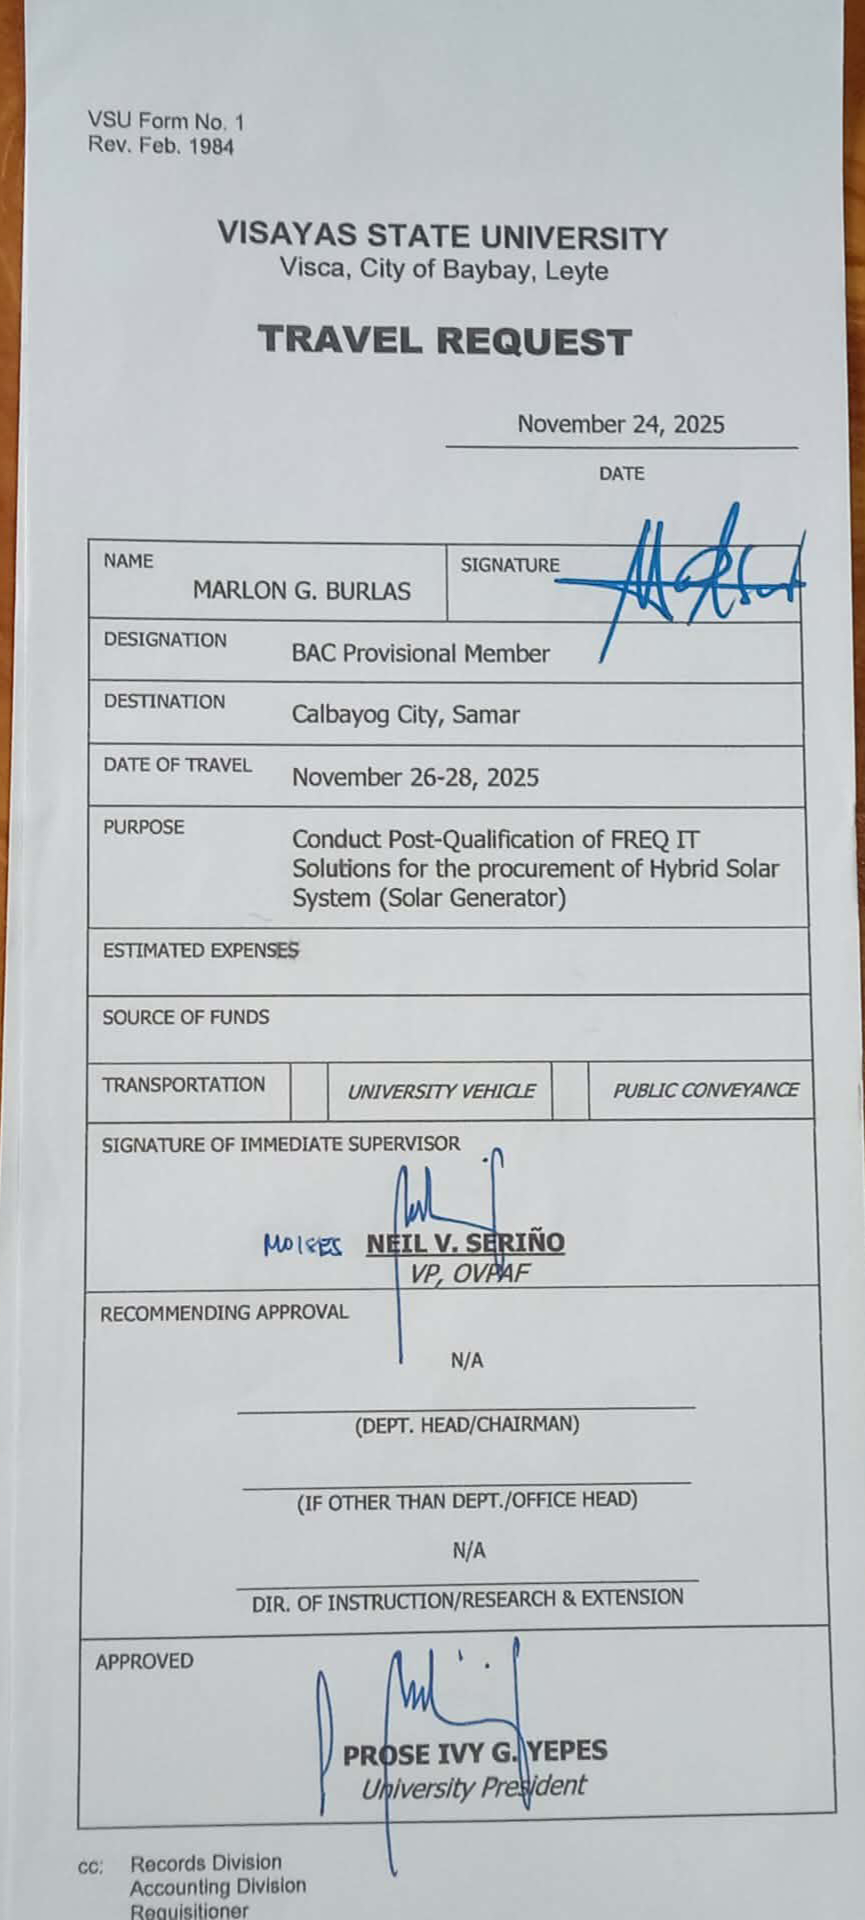 VSU Form No. 1
Rev. Feb. 1984
VISAYAS STATE UNIVERSITY
Visca, City of Baybay, Leyte
TRAVEL REQUEST
November 24, 2025
DATE
NAME
MARLON G. BURLAS
SIGNATURE
DESIGNATION
BAC Provisional Member
DESTINATION
Calbayog City, Samar
DATE OF TRAVEL
November 26-28, 2025
PURPOSE
Conduct Post-Qualification of FREQ IT
Solutions for the procurement of Hybrid Solar
System (Solar Generator)
ESTIMATED EXPENSES
SOURCE OF FUNDS
TRANSPORTATION
UNIVERSITY VEHICLE
PUBLIC CONVEYANCE
SIGNATURE OF IMMEDIATE SUPERVISOR
MOISES NEIL V. SERIÑO
VP, OVPAF
RECOMMENDING APPROVAL
N/A
(DEPT. HEAD/CHAIRMAN)
(IF OTHER THAN DEPT./OFFICE HEAD)
N/A
DIR. OF INSTRUCTION/RESEARCH & EXTENSION
APPROVED
PROSE IVY G. YEPES
University President
cc: Records Division
Accounting Division
Requisitioner